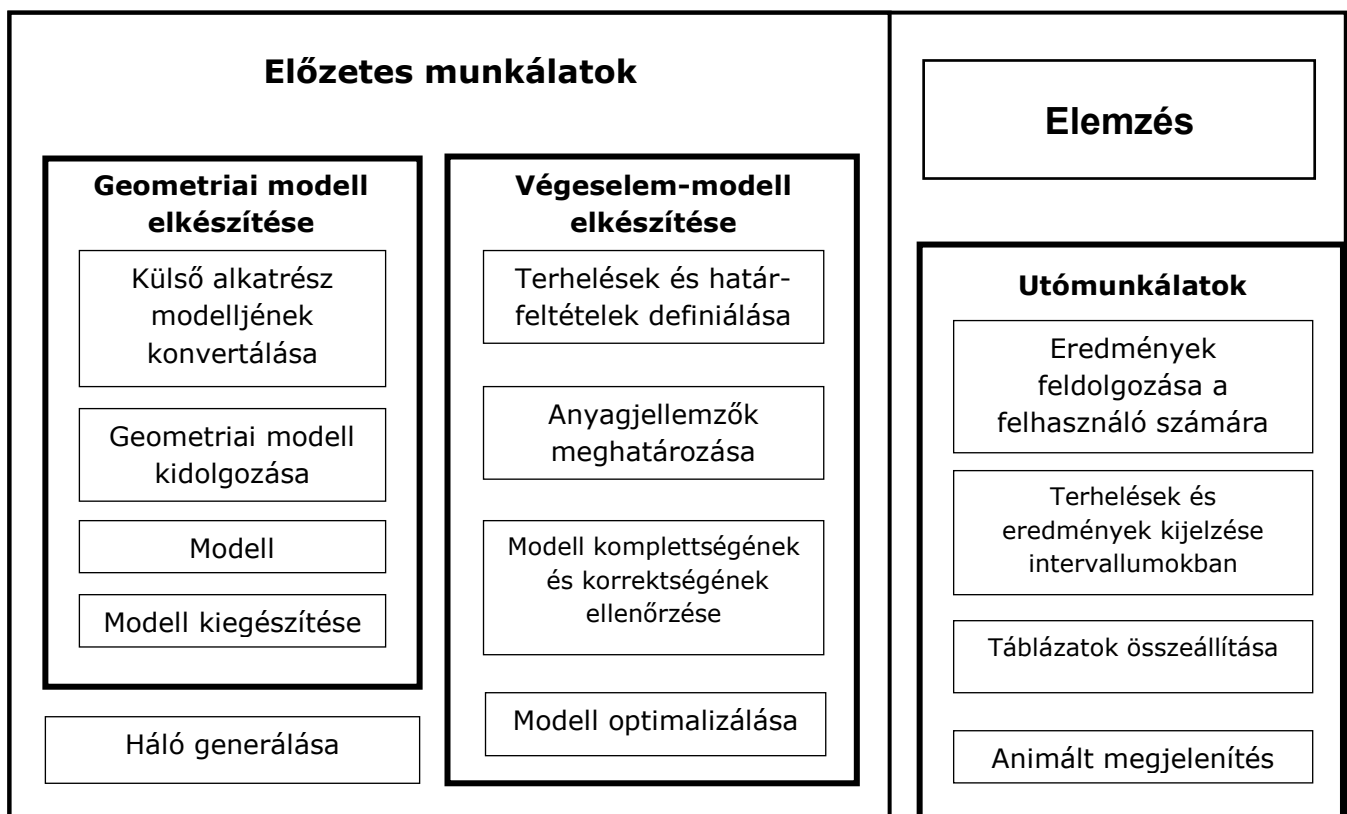 Előzetes munkálatok
Geometriai modell
elkészítése
Külső alkatrész
modelljének
konvertálása
Geometriai modell
kidolgozása
Modell
Modell kiegészítése
Háló generálása
Végeselem-modell
elkészítése
Terhelések és határ-
feltételek definiálása
Anyagjellemzők
meghatározása
Modell komplettségének
és korrektségének
ellenőrzése
Modell optimalizálása
Elemzés
Utómunkálatok
Eredmények
feldolgozása a
felhasználó számára
Terhelések és
eredmények kijelzése
intervallumokban
Táblázatok összeállítása
Animált megjelenítés